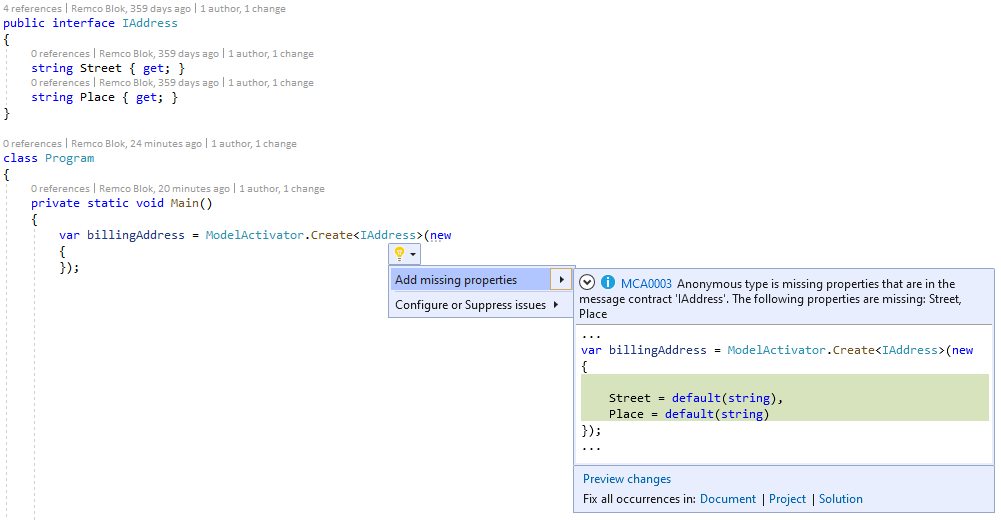 4 references | Remco Blok, 359 days ago | 1 author, 1 change
public interface IAddress
{
0 references | Remco Blok, 359 days ago | 1 author, 1 change
string Street { get; }
0 references | Remco Blok, 359 days ago | 1 author, 1 change
string Place { get; }
}
0 references | Remco Blok, 24 minutes ago | 1 author, 1 change
class Program
{
0 references | Remco Blok, 20 minutes ago | 1 author, 1 change
private static void Main()
{
var billingAddress = ModelActivator.Create<IAddress>(new
{
});
Add missing properties
Configure or Suppress issues
MCA0003 Anonymous type is missing properties that are in the
message contract 'IAddress'. The following properties are missing: Street,
Place
...
var billingAddress = ModelActivator.Create<IAddress>(new
{
Street = default(string),
Place = default(string)
});
...
Preview changes
Fix all occurrences in: Document | Project | Solution